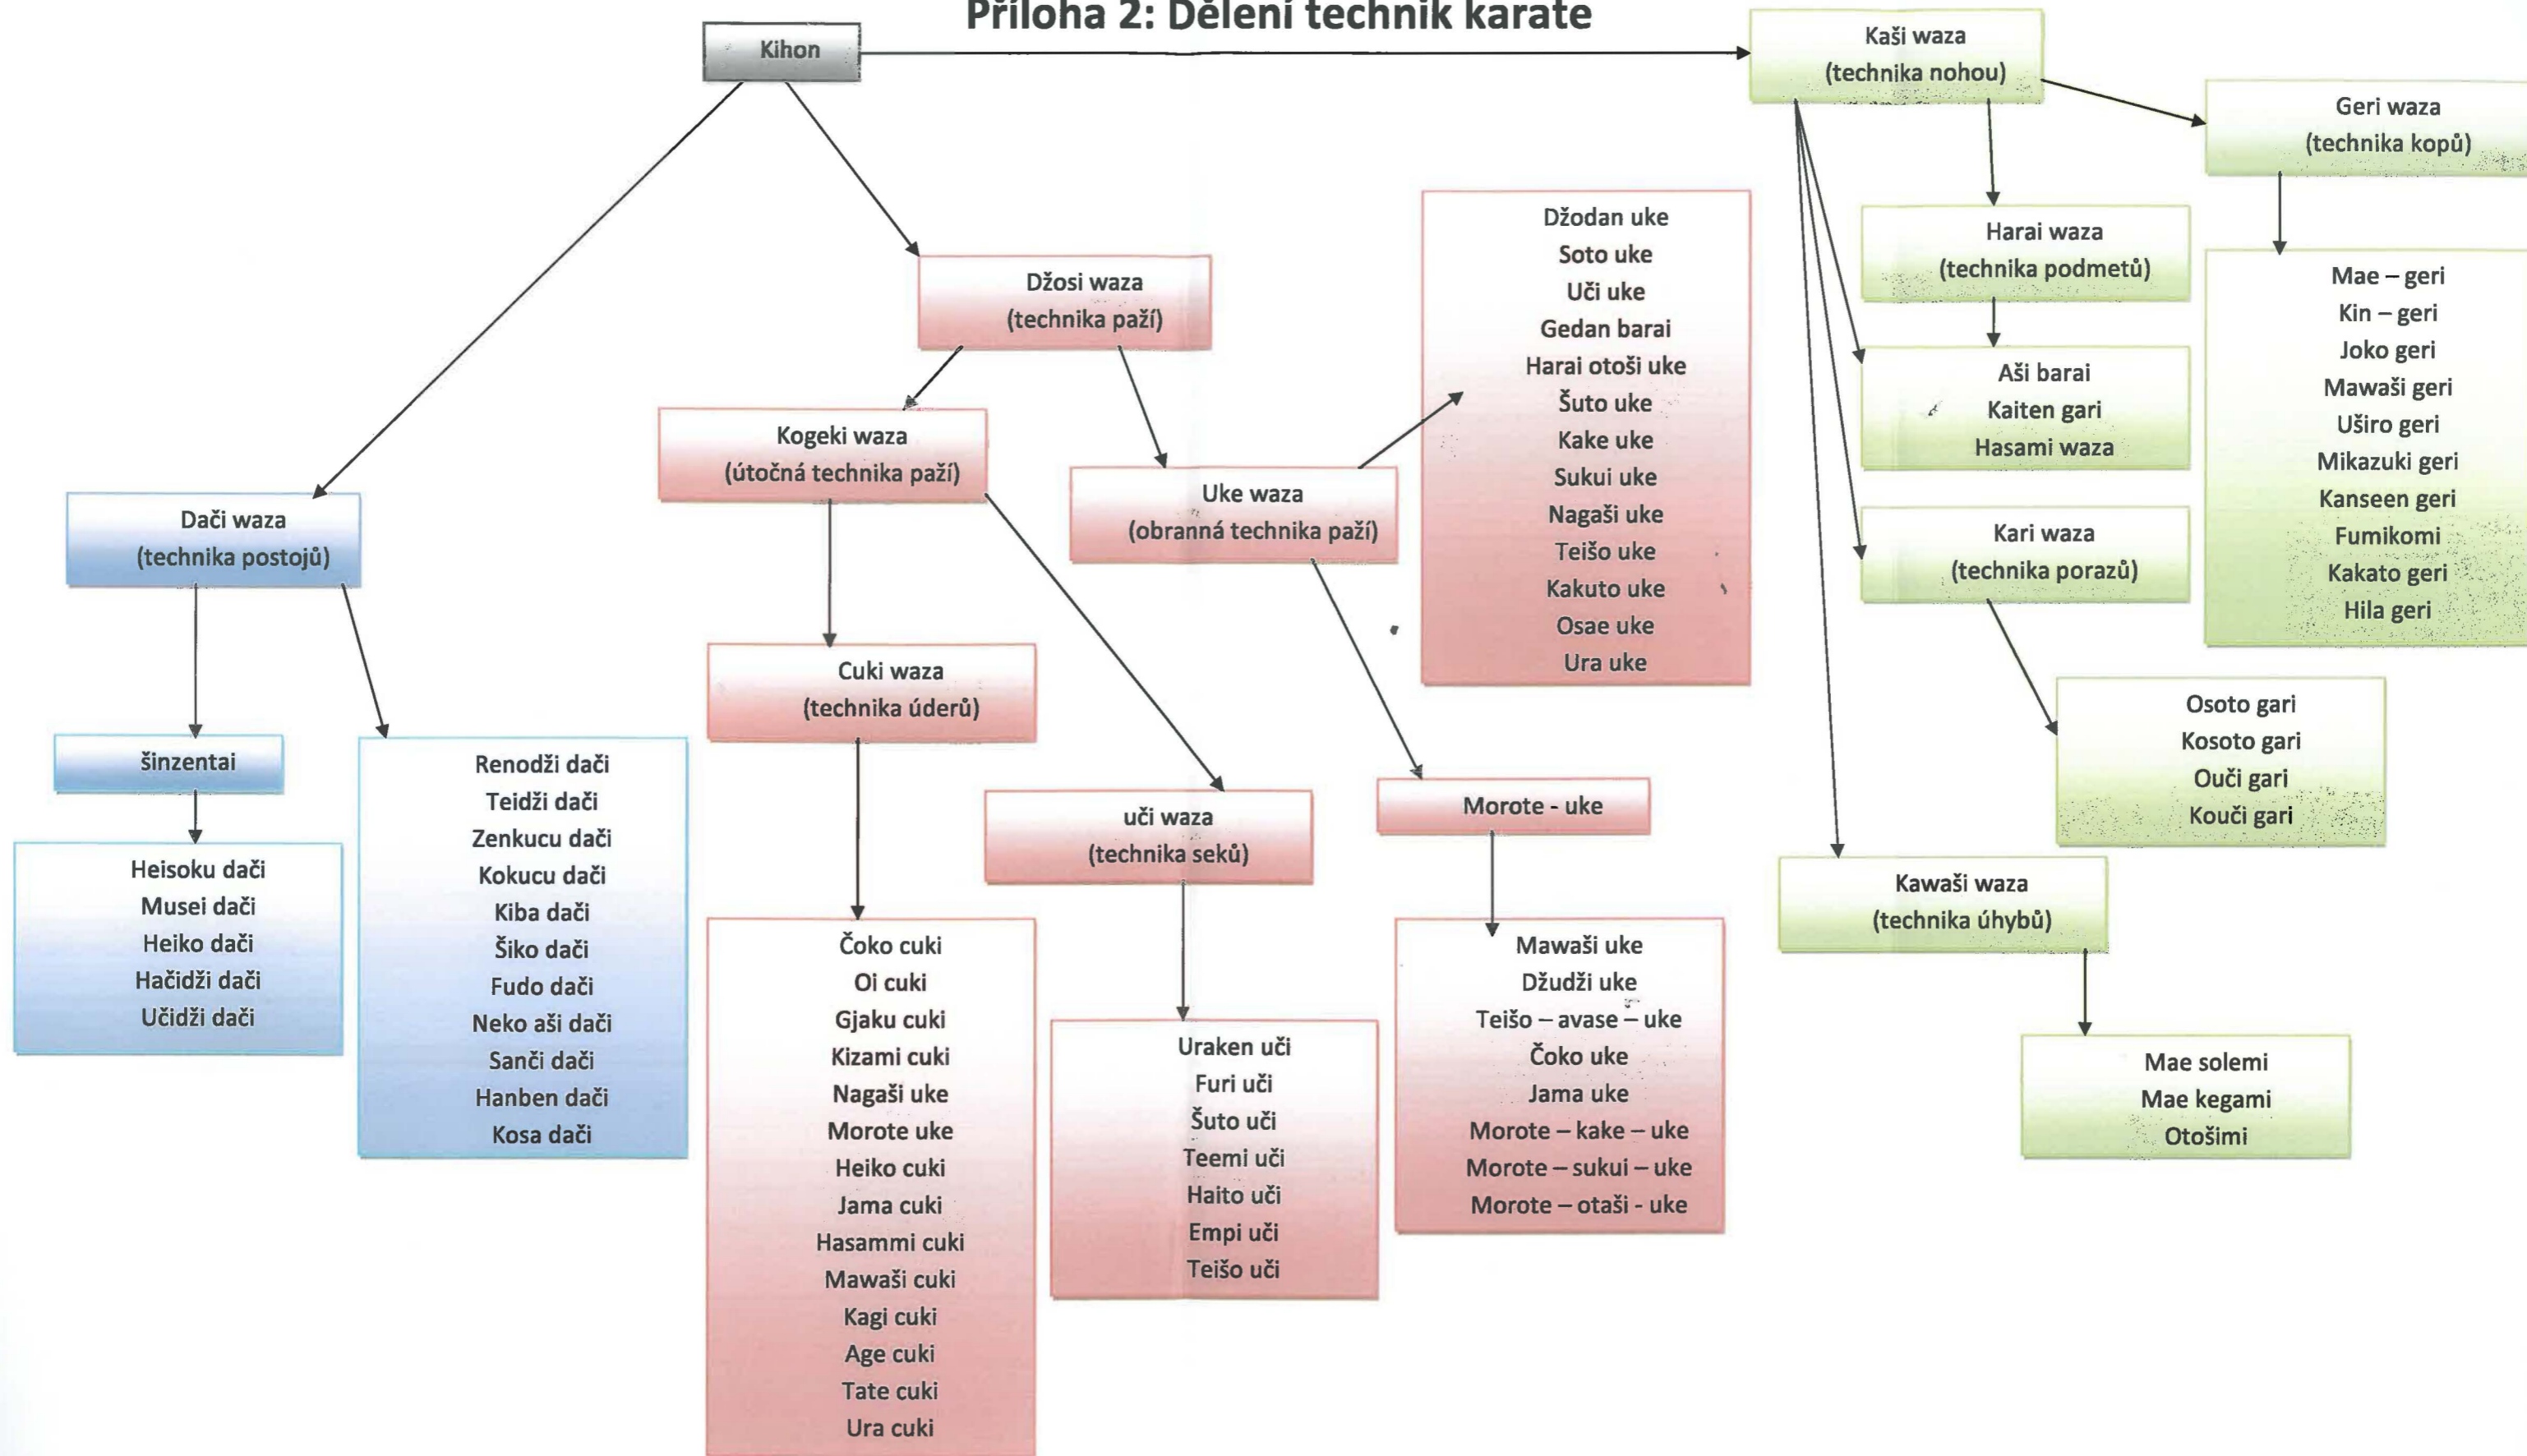 Příloha 2: Dělení technik karate
Kihon
Kaši waza
(technika nohou)
Geri waza
(technika kopů)
Mae – geri
Kin – geri
Joko geri
Mawaši geri
Uširo geri
Mikazuki geri
Kanseen geri
Fumikomi
Kakato geri
Hila geri
Harai waza
(technika podmetů)
Aši barai
Kaiten gari
Hasami waza
Kari waza
(technika porazů)
Osoto gari
Kosoto gari
Ouči gari
Kouči gari
Kawaši waza
(technika úhybů)
Mae solemi
Mae kegami
Otošimi
Džosi waza
(technika paží)
Kogeki waza
(útočná technika paží)
Uke waza
(obranná technika paží)
Džodan uke
Soto uke
Uči uke
Gedan barai
Harai otoši uke
Šuto uke
Kake uke
Sukui uke
Nagaši uke
Teišo uke
Kakuto uke
Osae uke
Ura uke
Morote - uke
Mawaši uke
Džudži uke
Teišo – avase – uke
Čoko uke
Jama uke
Morote – kake – uke
Morote – sukui – uke
Morote – otaši - uke
Cuki waza
(technika úderů)
Čoko cuki
Oi cuki
Gjaku cuki
Kizami cuki
Nagaši uke
Morote uke
Heiko cuki
Jama cuki
Hasammi cuki
Mawaši cuki
Kagi cuki
Age cuki
Tate cuki
Ura cuki
uči waza
(technika seků)
Uraken uči
Furi uči
Šuto uči
Teemi uči
Haito uči
Empi uči
Teišo uči
Dači waza
(technika postojů)
šinzentai
Heisoku dači
Musei dači
Heiko dači
Hačidži dači
Učidži dači
Renodži dači
Teidži dači
Zenkucu dači
Kokucu dači
Kiba dači
Šiko dači
Fudo dači
Neko aši dači
Sanči dači
Hanben dači
Kosa dači